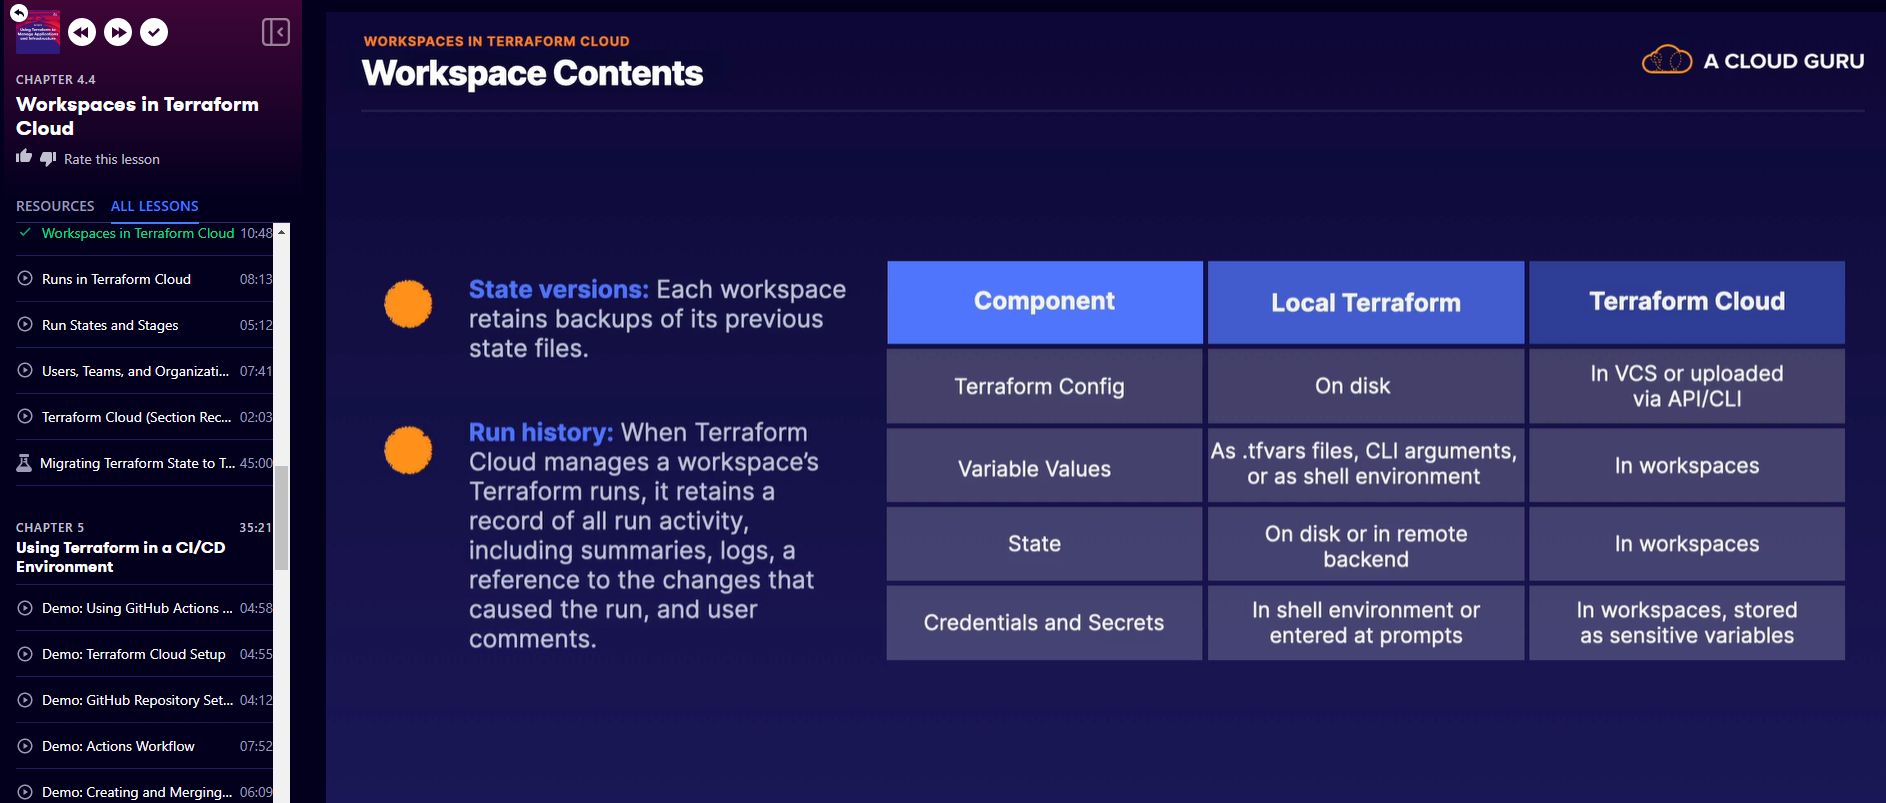 CHAPTER 4.4
Workspaces in Terraform
Cloud
Rate this lesson
RESOURCES ALL LESSONS
Workspaces in Terraform Cloud 10:48
Runs in Terraform Cloud 08:13
Run States and Stages 05:12
Users, Teams, and Organizati... 07:41
Terraform Cloud (Section Rec... 02:03
Migrating Terraform State to T... 45:00
CHAPTER 5 35:21
Using Terraform in a CI/CD
Environment
Demo: Using GitHub Actions ... 04:58
Demo: Terraform Cloud Setup 04:55
Demo: GitHub Repository Set... 04:12
Demo: Actions Workflow 07:52
Demo: Creating and Merging... 06:09
WORKSPACES IN TERRAFORM CLOUD
Workspace Contents
A CLOUD GURU
State versions: Each workspace
retains backups of its previous
state files.
Run history: When Terraform
Cloud manages a workspace's
Terraform runs, it retains a
record of all run activity,
including summaries, logs, a
reference to the changes that
caused the run, and user
comments.
Component Local Terraform Terraform Cloud
Terraform Config On disk In VCS or uploaded
via API/CLI
Variable Values As .tfvars files, CLI arguments,
or as shell environment In workspaces
State On disk or in remote
backend In workspaces
Credentials and Secrets In shell environment or
entered at prompts In workspaces, stored
as sensitive variables